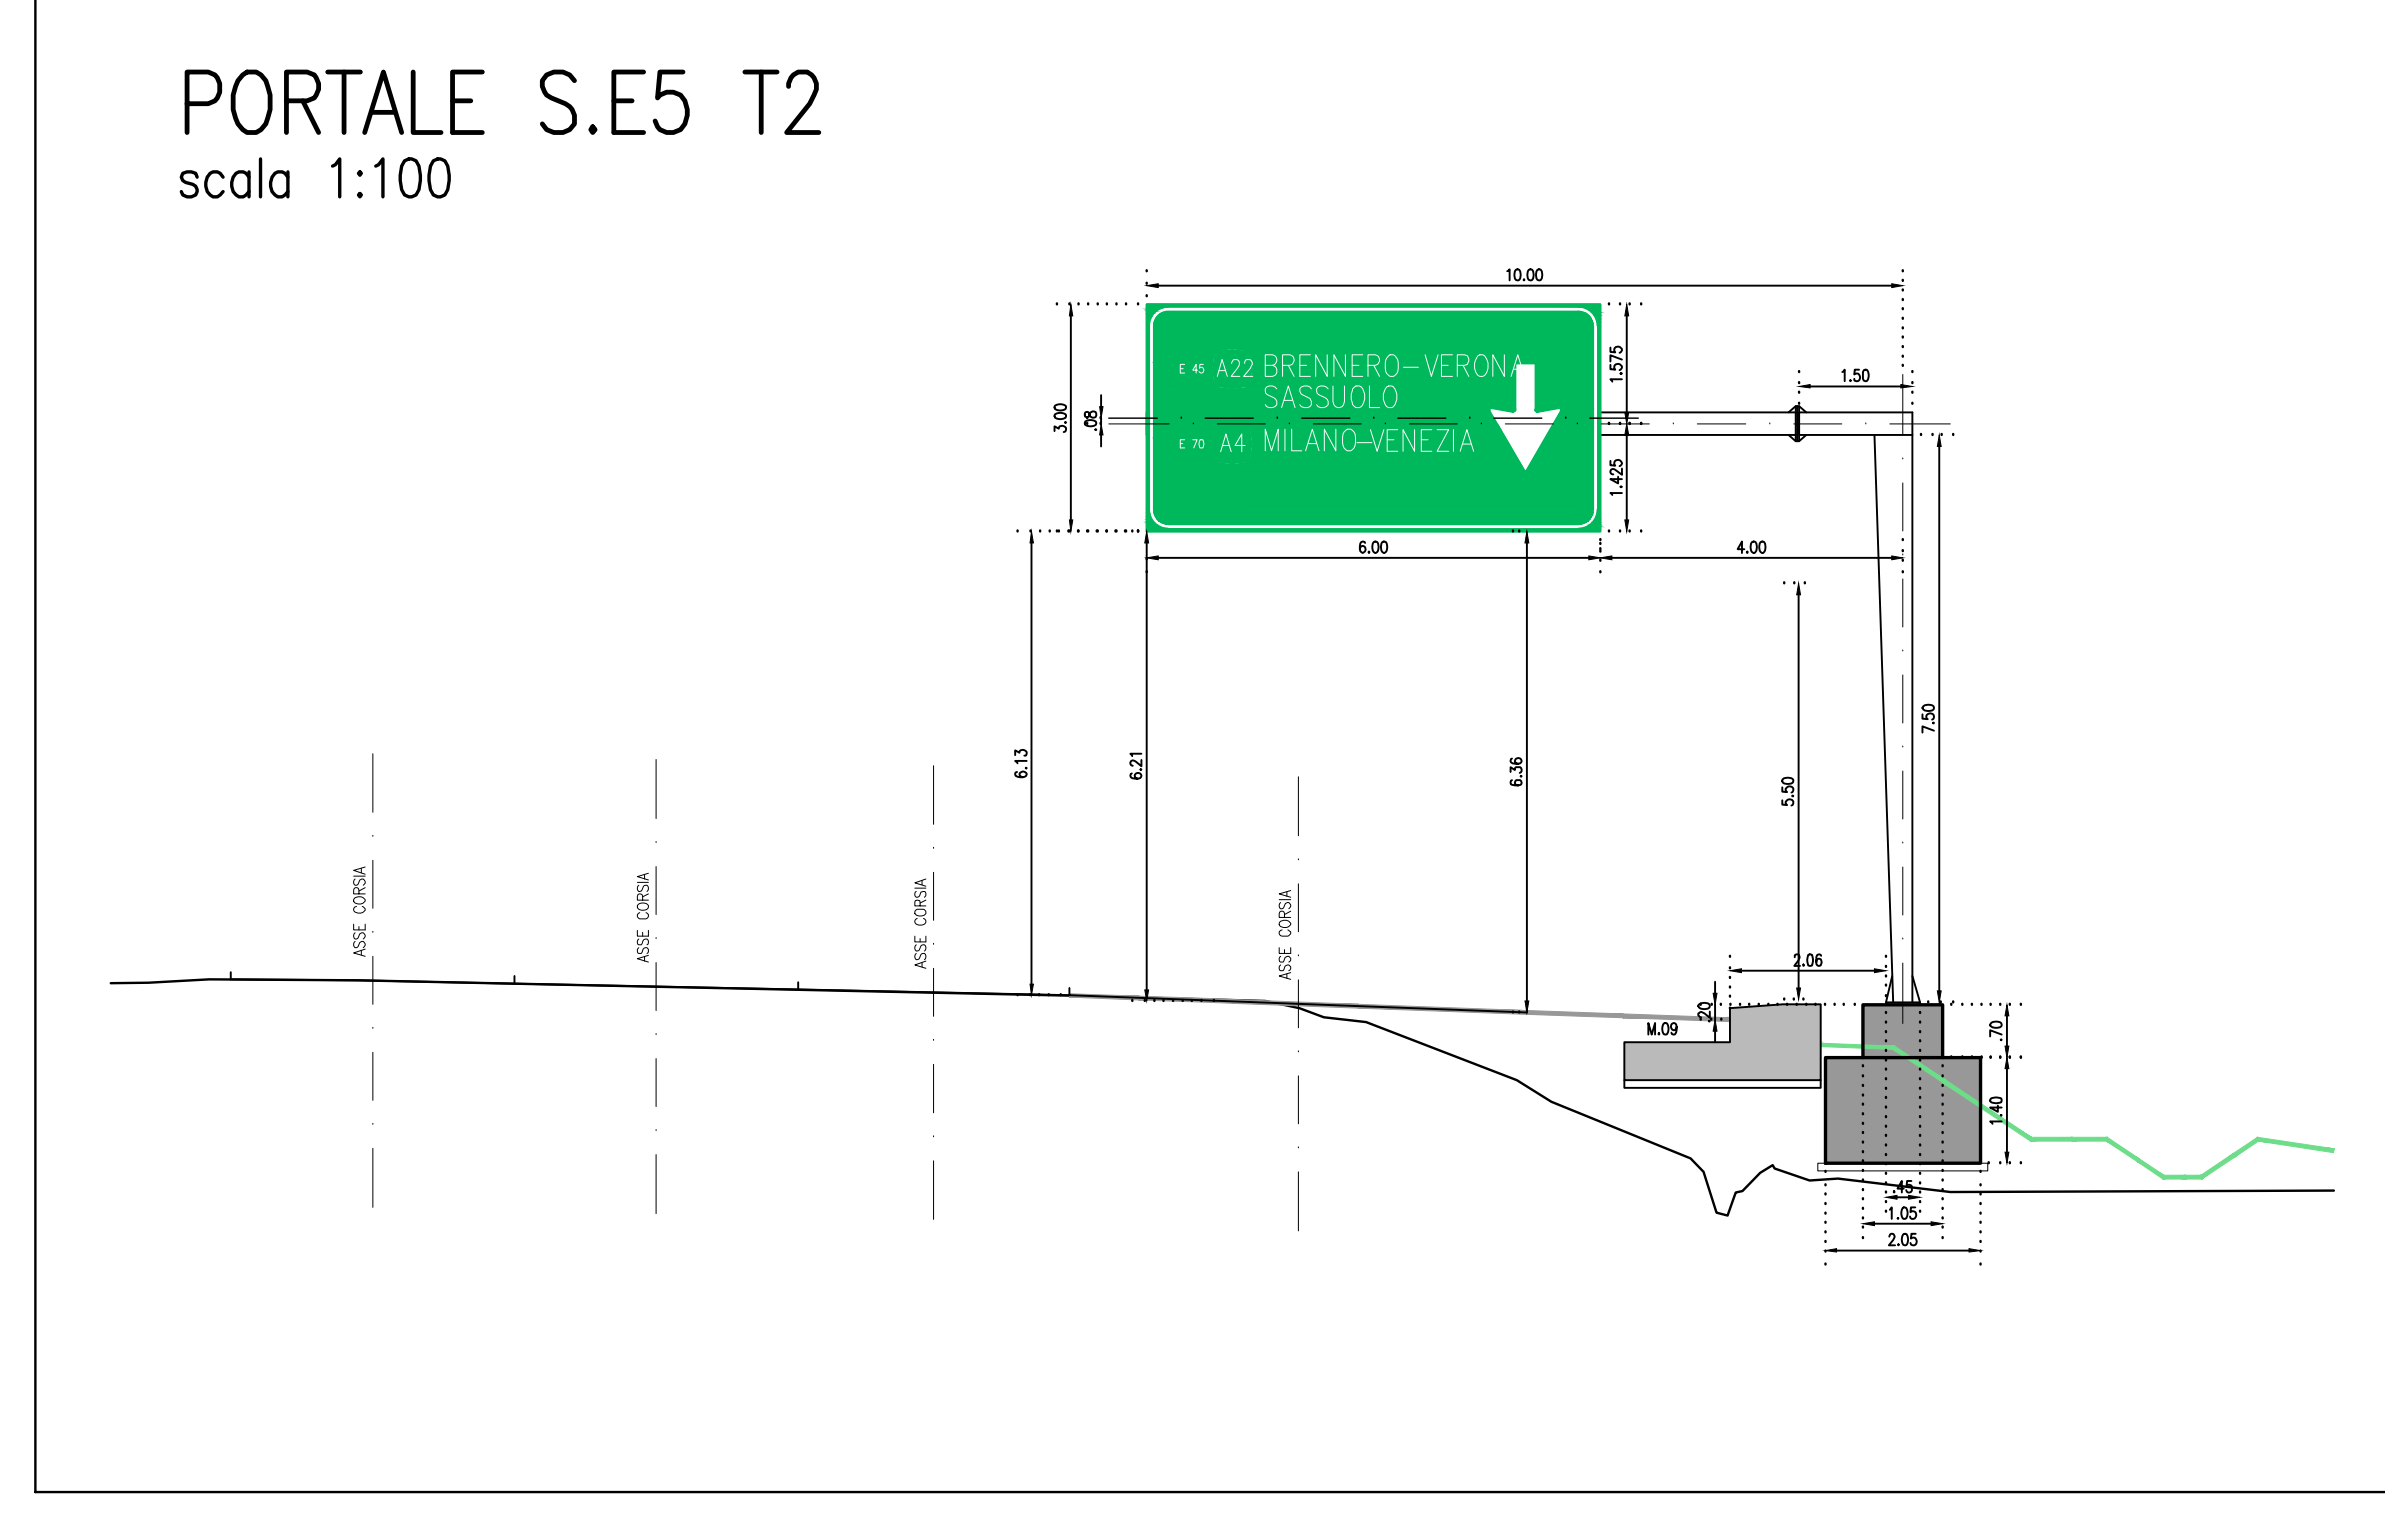 PORTALE S.E5 T2
scala 1:100
10.00
E 45 A22 BRENNERO-VERONA
SASSUOLO
E 70 A4 MILANO-VENEZIA
3.00
.08
1.575
1.425
1.50
6.00
4.00
6.13
6.21
6.36
5.50
7.50
ASSE CORSIA
ASSE CORSIA
ASSE CORSIA
ASSE CORSIA
2.06
.20
M.09
.70
1.40
.45
1.05
2.05